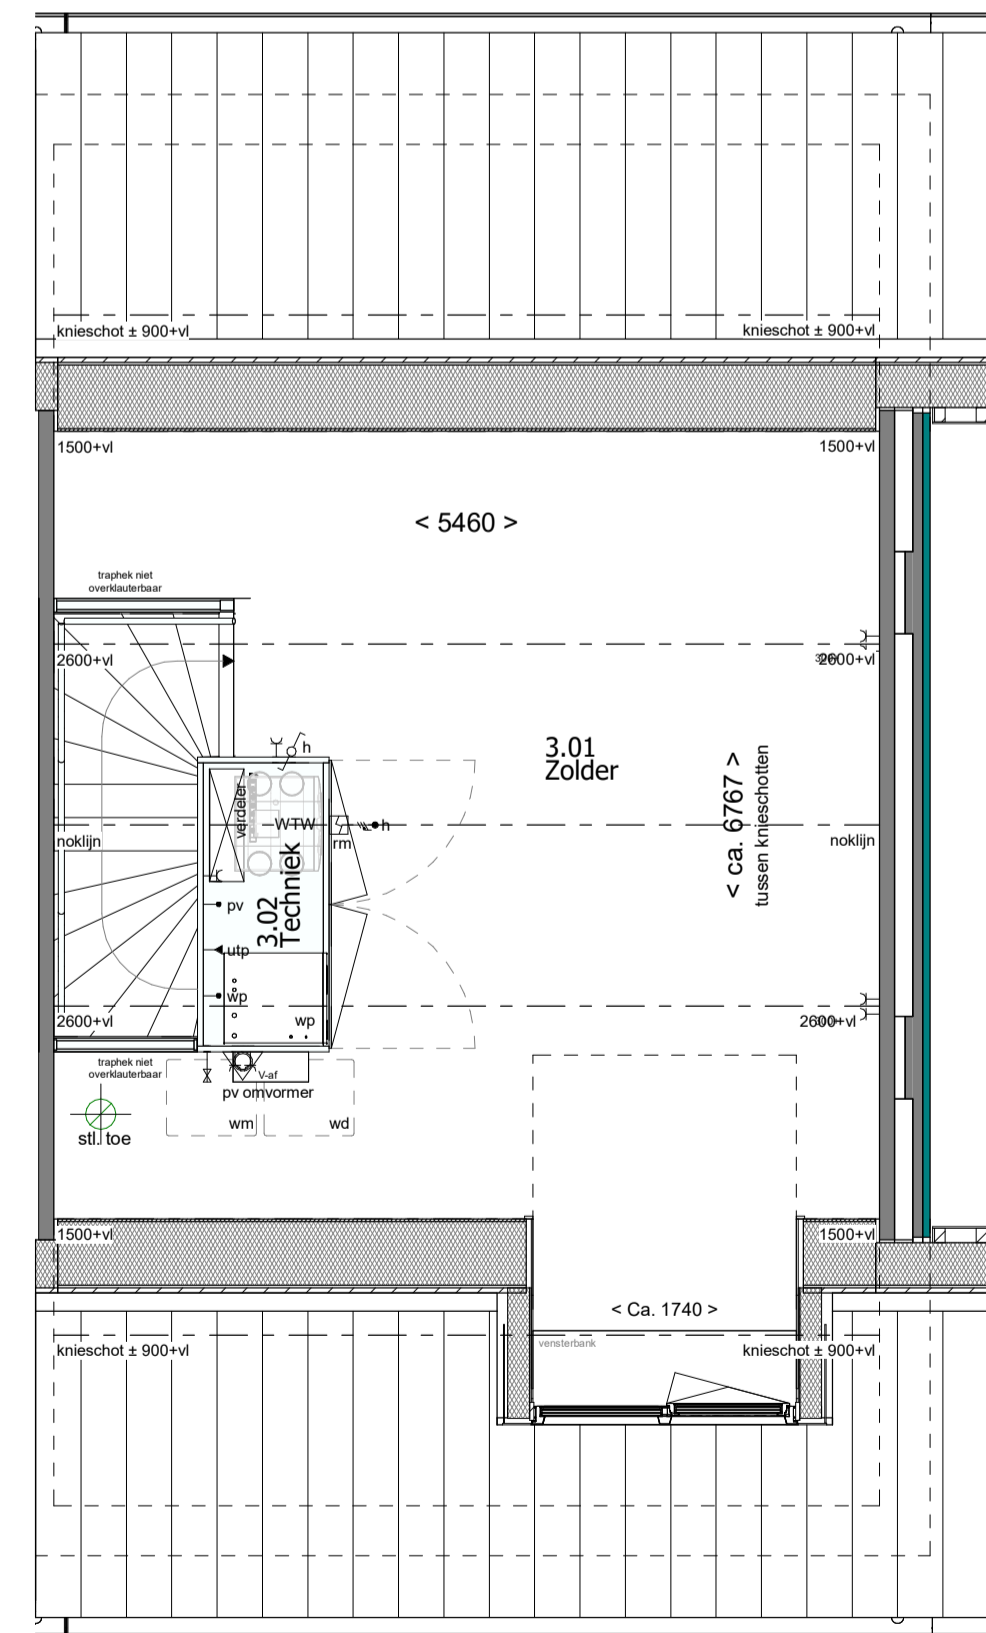 knieschot ± 900+vl
knieschot ± 900+vl
1500+vl
1500+vl
< 5460 >
traphek niet
overklauterbaar
2600+vl
2600+vl
h
3.01
Zolder
< ca. 6767 >
tussen knieschotten
verdeler
WTW
h
rm
noklijn
noklijn
3.02
Techniek
pv
utp
wp
wp
2600+vl
2600+vl
traphek niet
overklauterbaar
V-af
pv omvormer
wm
wd
stl. toe
1500+vl
1500+vl
< Ca. 1740 >
vensterbank
knieschot ± 900+vl
knieschot ± 900+vl